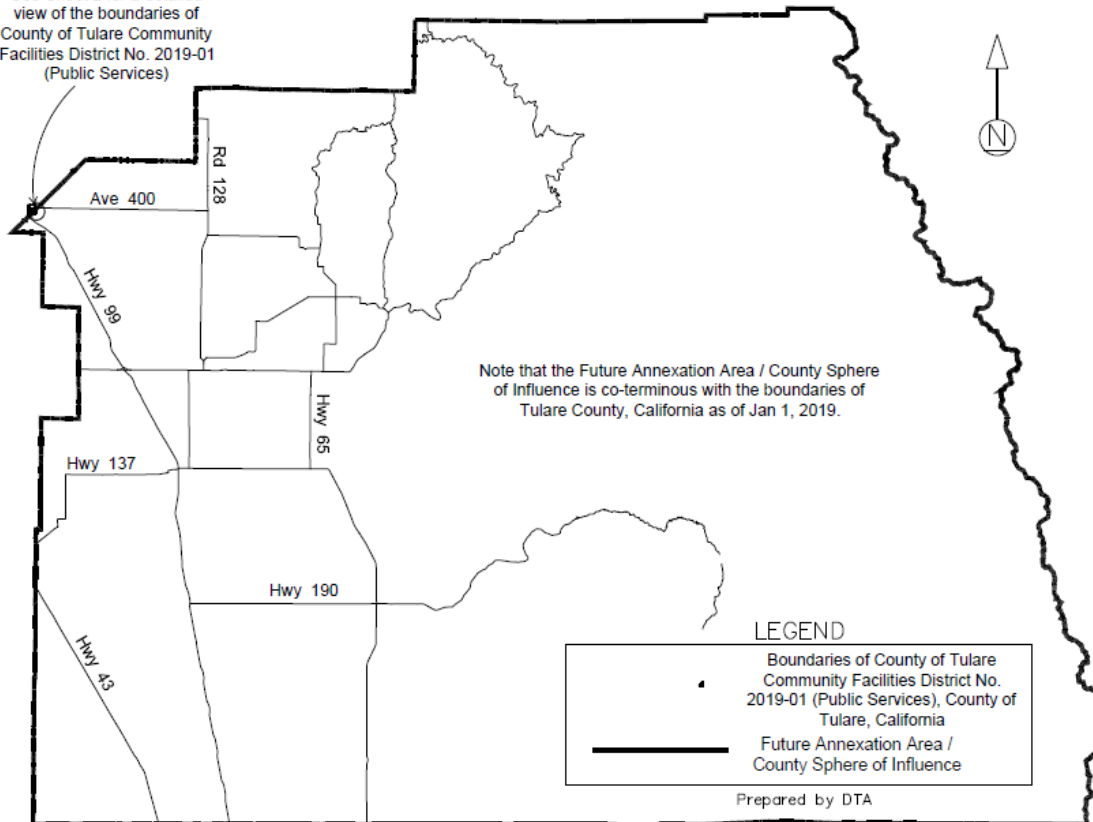 view of the boundaries of
County of Tulare Community
Facilities District No. 2019-01
(Public Services)
N
Rd 128
Ave 400
Hwy 99
Note that the Future Annexation Area / County Sphere
of Influence is co-terminous with the boundaries of
Tulare County, California as of Jan 1, 2019.
Hwy 65
Hwy 137
Hwy 190
Hwy 43
LEGEND
Boundaries of County of Tulare
Community Facilities District No.
2019-01 (Public Services), County of
Tulare, California
Future Annexation Area /
County Sphere of Influence
Prepared by DTA